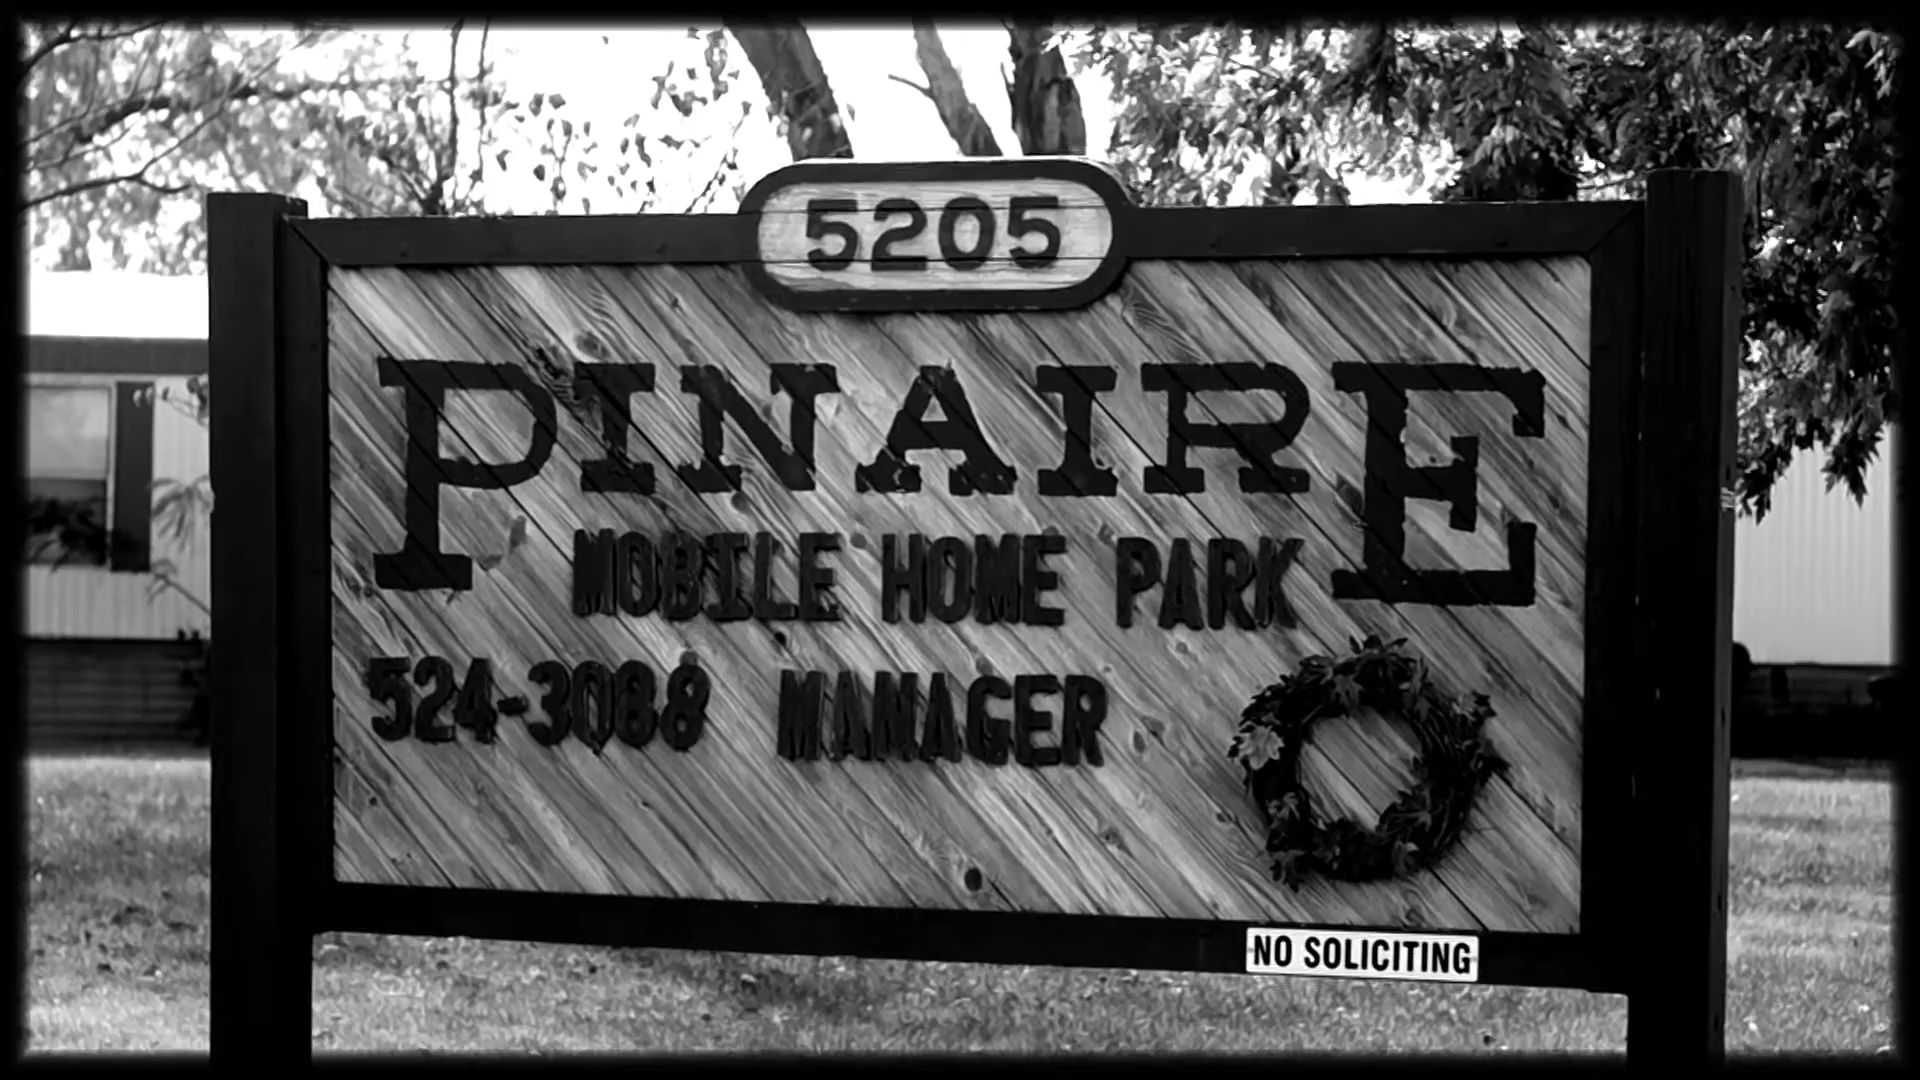 5205
PINAIRE
MOBILE HOME PARK
524-3088 MANAGER
NO SOLICITING